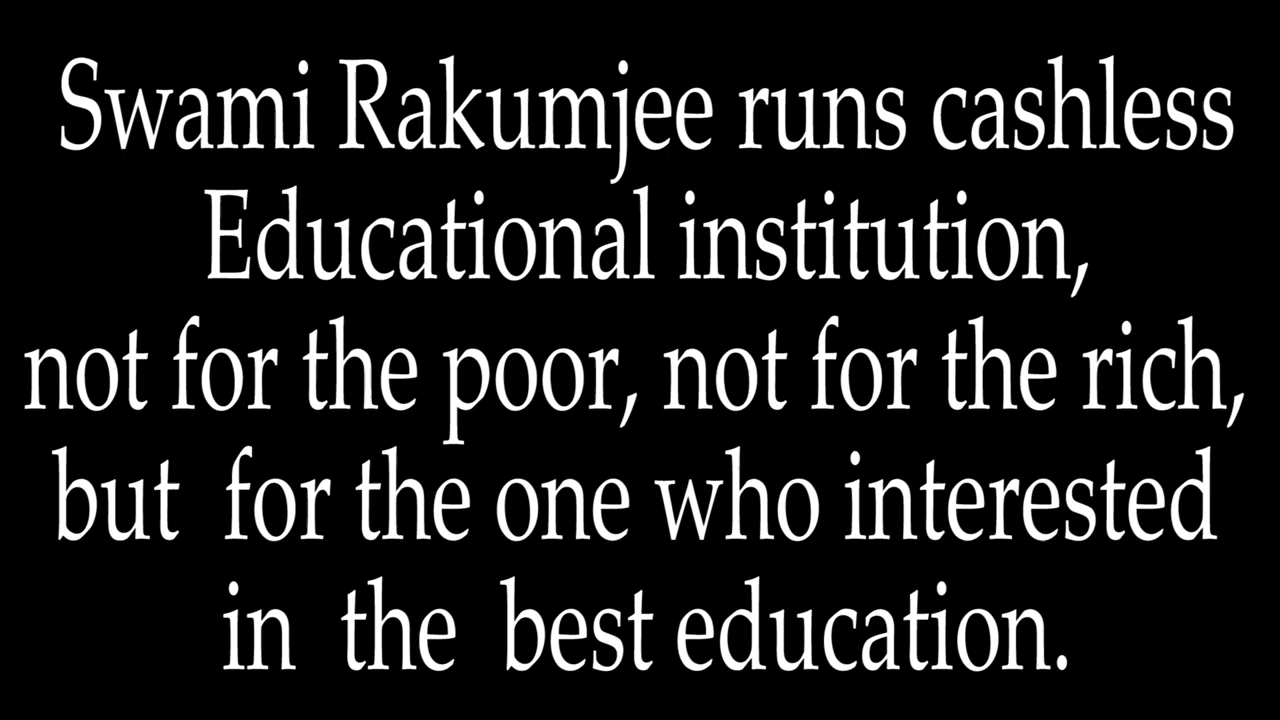 Swami Rakumjee runs cashless
Educational institution,
not for the poor, not for the rich,
but for the one who interested
in the best education.